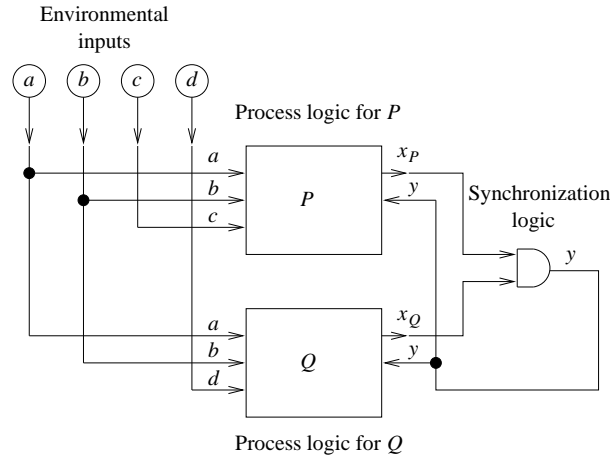 Environmental
inputs
a b c d
Process logic for P
a
b
c
P
x_P
y
Synchronization
logic
y
a
b
d
Q
x_Q
y
Process logic for Q